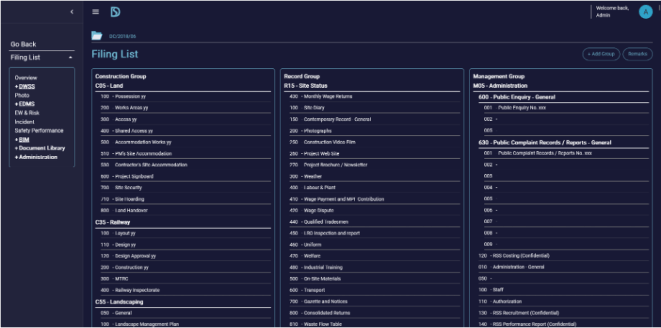 Welcome back,
Admin
A
DC/2018/04
Go Back
Filing List
Overview
+ DWSS
Photo
+ EDMS
EW & Risk
Incident
Safety Performance
+ BIM
+ Document Library
+ Administration
Filing List
+ Add Group
Remarks
Construction Group
C05 - Land
100 - Possession yy
200 - Works Areas yy
300 - Access yy
400 - Shared Access yy
500 - Accommodation Works yy
510 - PM's Site Accommodation
550 - Contractor's Site Accommodation
600 - Project Signboard
700 - Site Security
710 - Site Hoarding
800 - Land Handover
C35 - Railway
100 - Layout yy
110 - Design yy
120 - Design Approval yy
200 - Construction yy
300 - MTRC
400 - Railway Inspectorate
C55 - Landscaping
050 - General
100 - Landscape Management Plan
Record Group
R15 - Site Status
400 - Monthly Wage Returns
100 - Site Diary
150 - Contemporary Record - General
200 - Photographs
250 - Construction Video Film
260 - Project Web Site
270 - Project Brochure / Newsletter
300 - Weather
400 - Labour & Plant
410 - Wage Payment and MPF Contribution
420 - Wage Dispute
440 - Qualified Tradesmen
450 - LRO Inspection and report
460 - Uniform
470 - Welfare
480 - Industrial Training
500 - On-Site Materials
600 - Transport
700 - Gazette and Notices
800 - Consolidated Returns
810 - Waste Flow Table
Management Group
M05 - Administration
600 - Public Enquiry - General
001 Public Enquiry No. xxx
002 -
003 -
630 - Public Complaint Records / Reports - General
001 Public Complaint Records / Reports No. xxx
002 -
003 -
004 -
005
006 -
007
008 -
009
120 - RSS Costing (Confidential)
010 Administration - General
050 -
100 - Staff
110 - Authorization
130 - RSS Recruitment (Confidential)
140 - RSS Performance Report (Confidential)